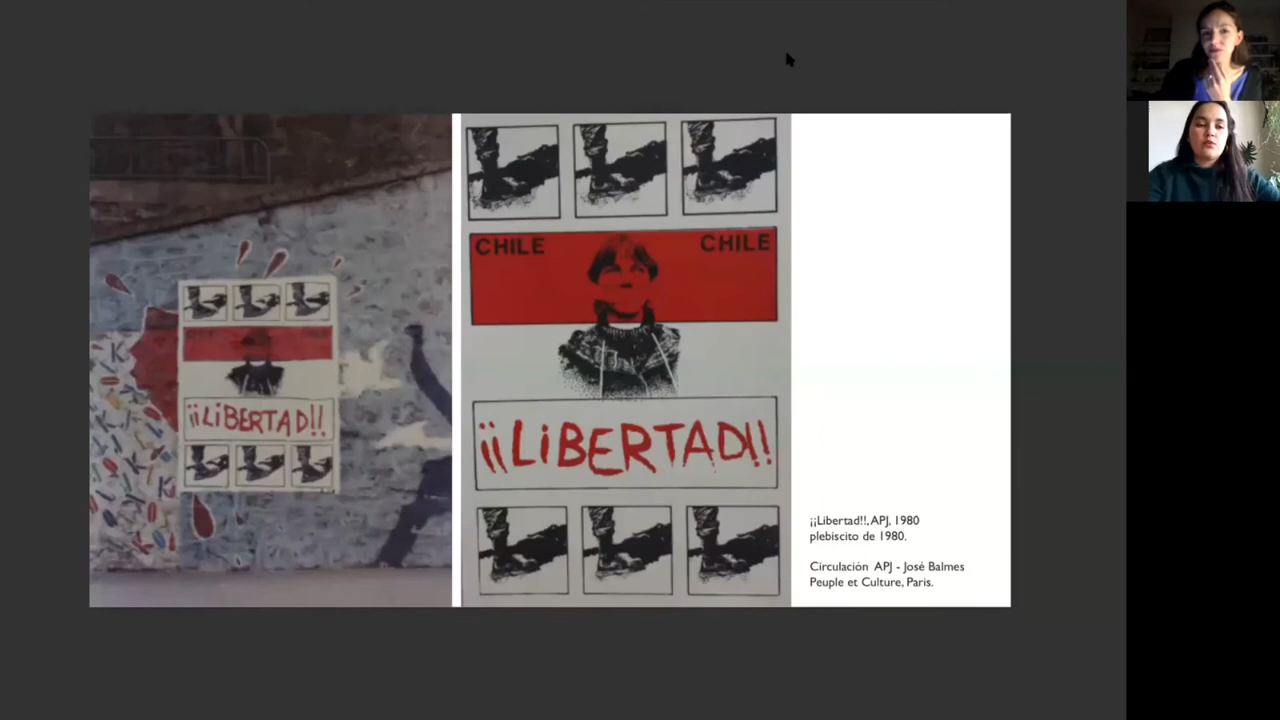 CHILE CHILE
¡¡LiBERTAD!!
¡¡LiBERTAD!!
¡¡Libertad!!, APJ, 1980
plebiscito de 1980.
Circulación APJ - José Balmes
Peuple et Culture, Paris.